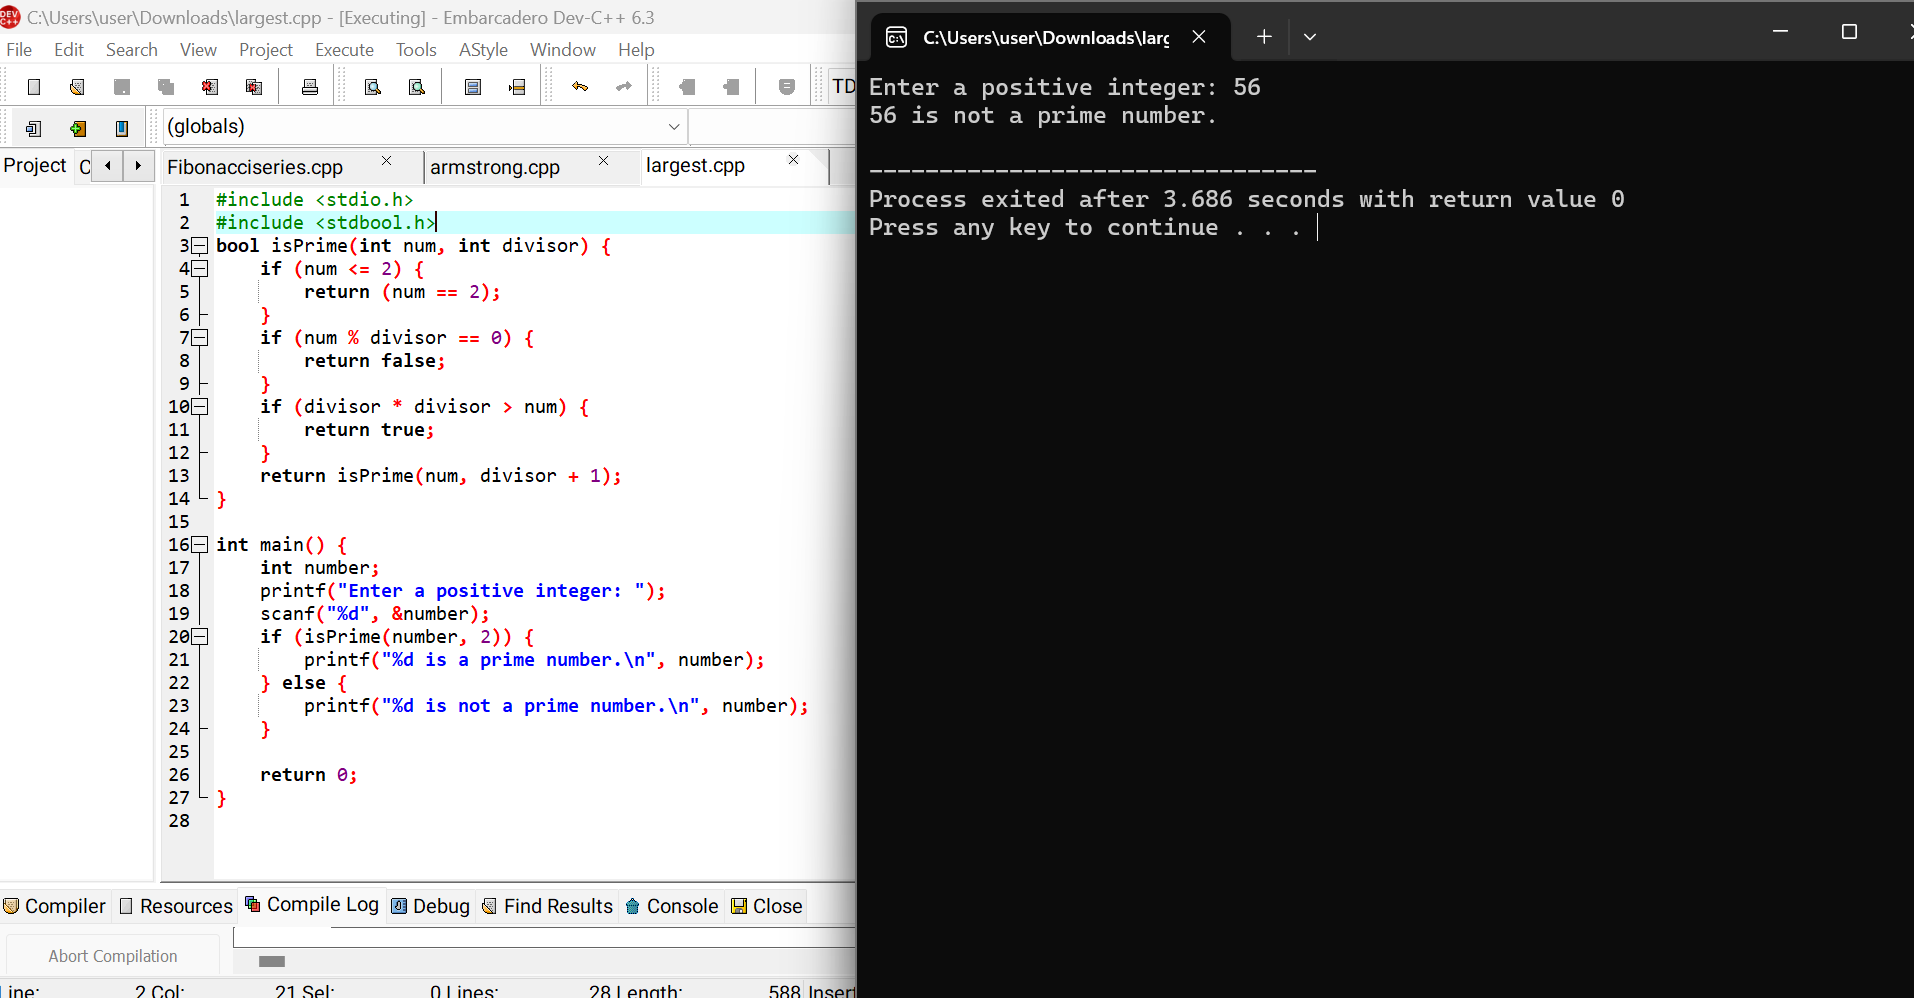 C:\Users\user\Downloads\largest.cpp - [Executing] - Embarcadero Dev-C++ 6.3
File Edit Search View Project Execute Tools AStyle Window Help
TD
(globals)
Project C
Fibonacciseries.cpp armstrong.cpp largest.cpp
1 #include <stdio.h>
2 #include <stdbool.h>
3 bool isPrime(int num, int divisor) {
4     if (num <= 2) {
5         return (num == 2);
6     }
7     if (num % divisor == 0) {
8         return false;
9     }
10     if (divisor * divisor > num) {
11         return true;
12     }
13     return isPrime(num, divisor + 1);
14 }
15
16 int main() {
17     int number;
18     printf("Enter a positive integer: ");
19     scanf("%d", &number);
20     if (isPrime(number, 2)) {
21         printf("%d is a prime number.\n", number);
22     } else {
23         printf("%d is not a prime number.\n", number);
24     }
25
26     return 0;
27 }
28
Compiler Resources Compile Log Debug Find Results Console Close
Abort Compilation
Line: 2 Col: 21 Sel: 0 Lines: 28 Length: 588 Insert
C:\Users\user\Downloads\larg
Enter a positive integer: 56
56 is not a prime number.
--------------------------------
Process exited after 3.686 seconds with return value 0
Press any key to continue . . .